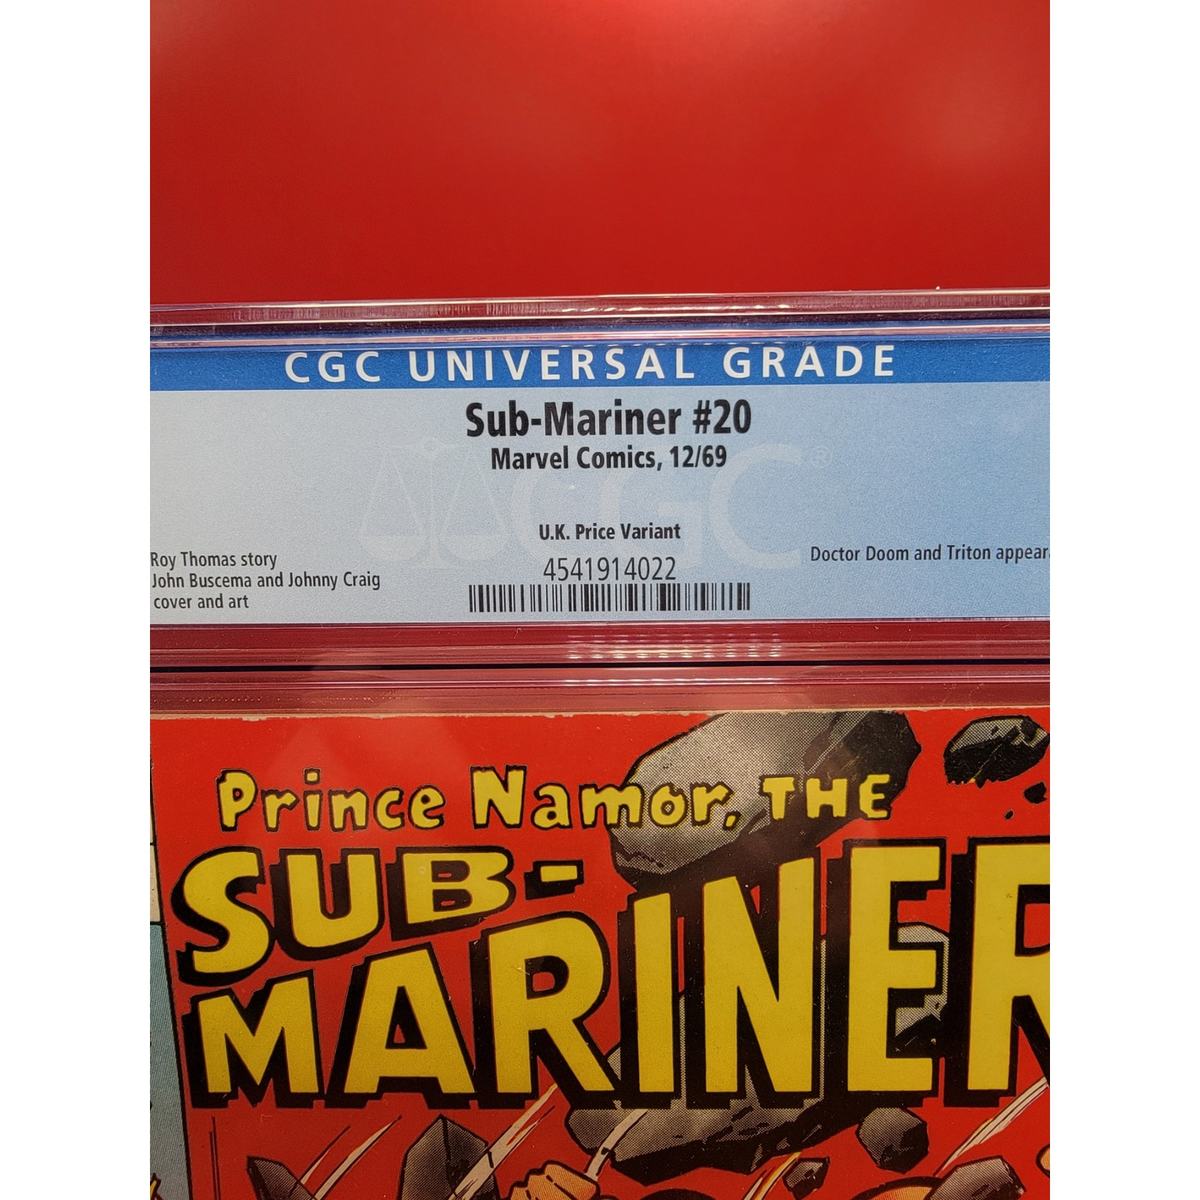 CGC UNIVERSAL GRADE
Sub-Mariner #20
Marvel Comics, 12/69
CGC®
U.K. Price Variant
4541914022
Roy Thomas story
John Buscema and Johnny Craig
cover and art
Doctor Doom and Triton appear
Prince Namor, THE
SUB-
MARINER